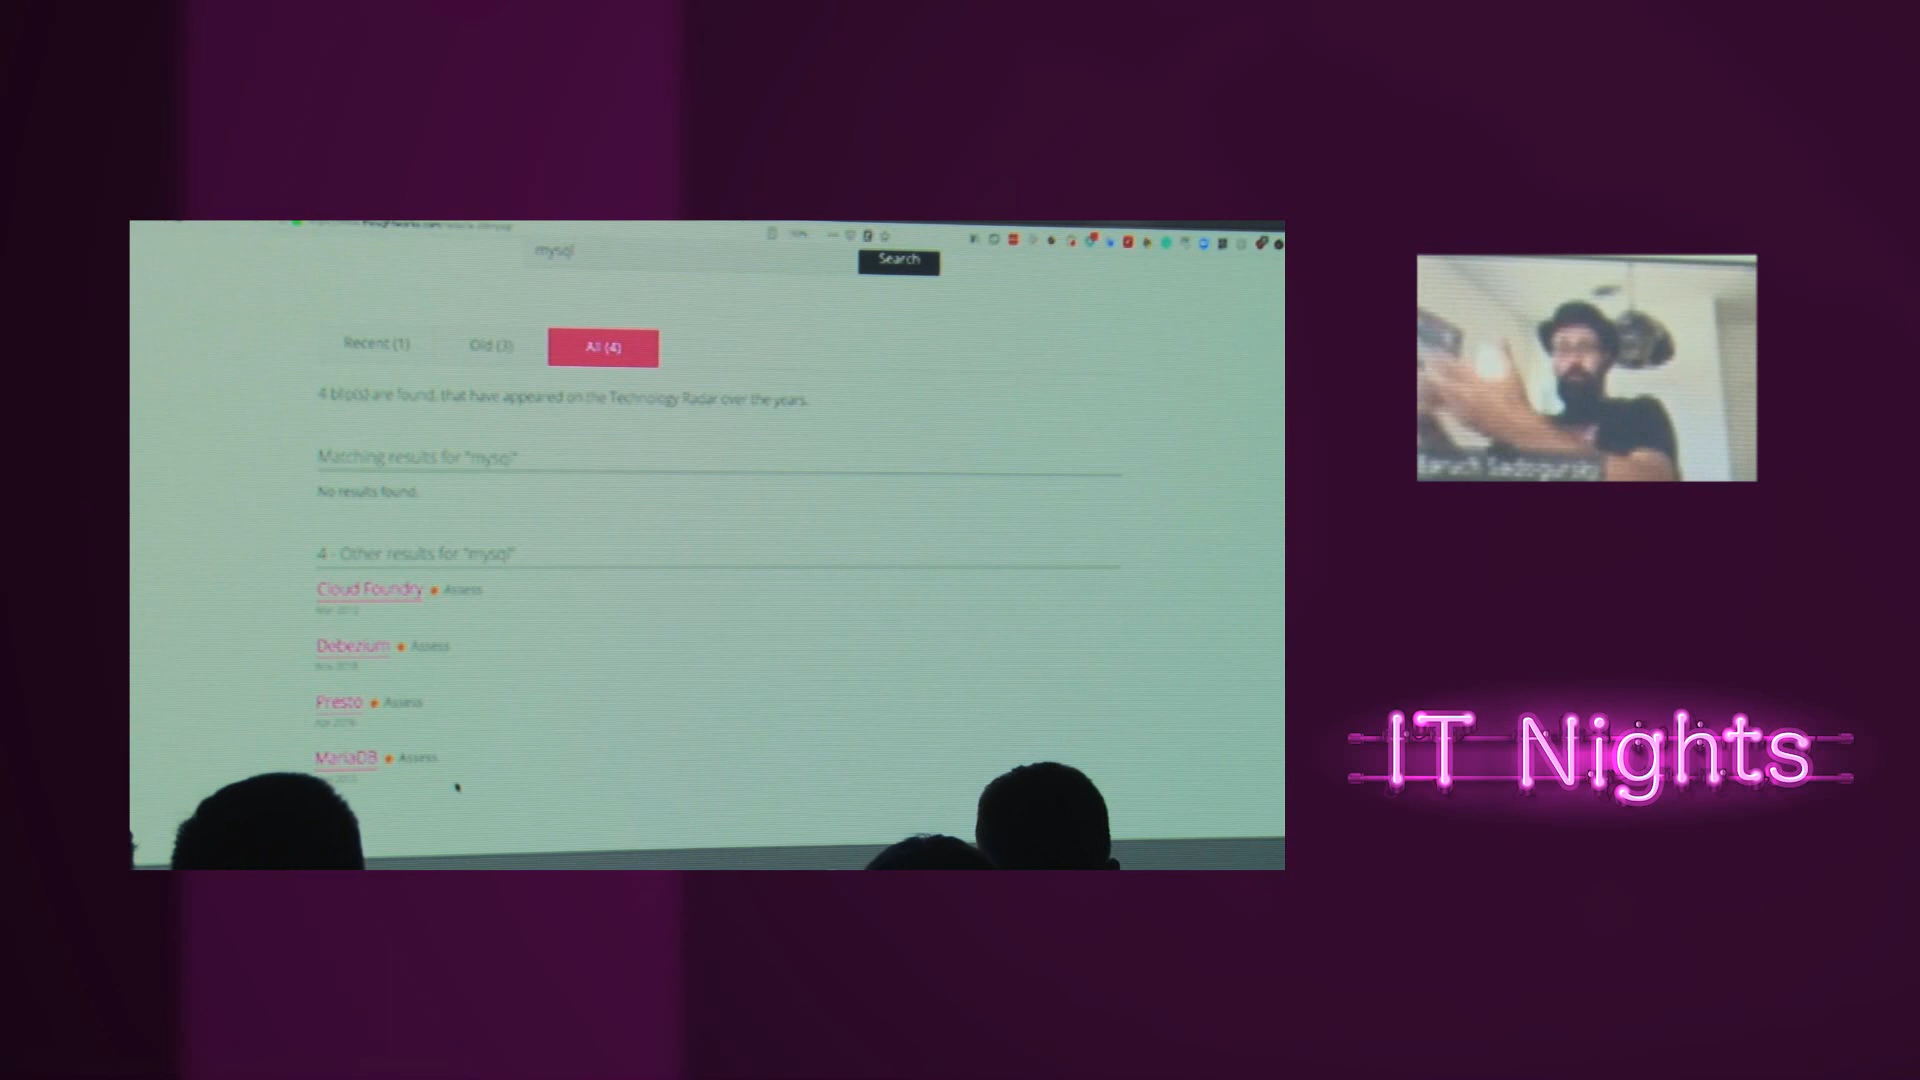 mysql
Search
Recent (1)
Old (3)
All (4)
4 blip(s) are found, that have appeared on the Technology Radar over the years.
Matching results for "mysql"
No results found.
4 - Other results for "mysql"
Cloud Foundry • Assess
Debezium • Assess
Presto • Assess
MariaDB • Assess
Baruch Sadogursky
IT Nights